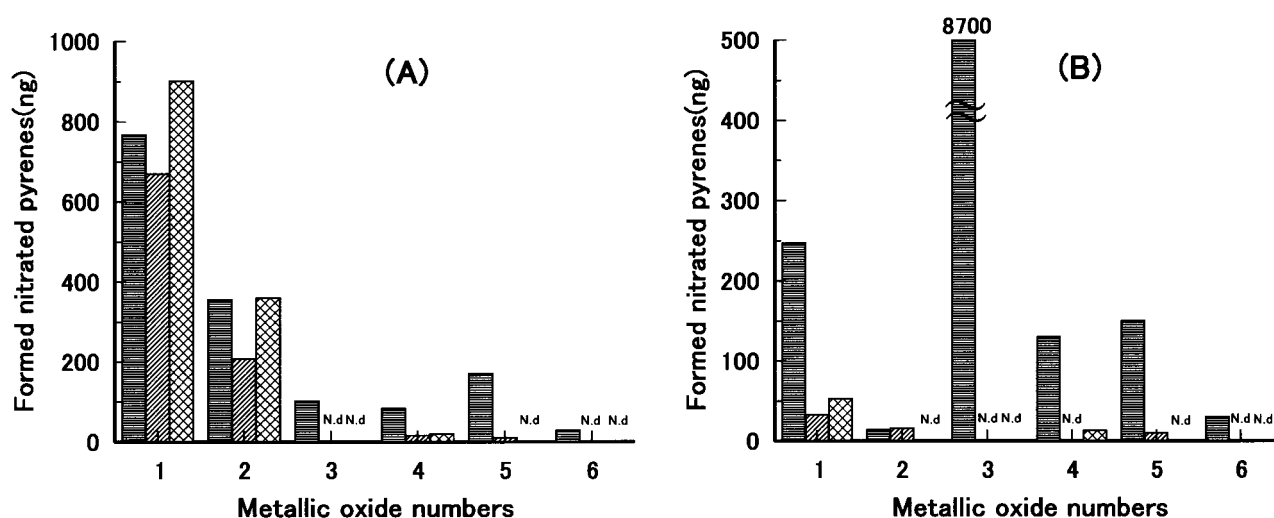 (A)
Formed nitrated pyrenes(ng)
1000
800
600
400
200
0
N.d N.d
N.d
N.d N.d
1 2 3 4 5 6
Metallic oxide numbers
8700
(B)
Formed nitrated pyrenes(ng)
500
400
300
200
100
0
N.d
N.d N.d
N.d
N.d
N.d N.d
1 2 3 4 5 6
Metallic oxide numbers